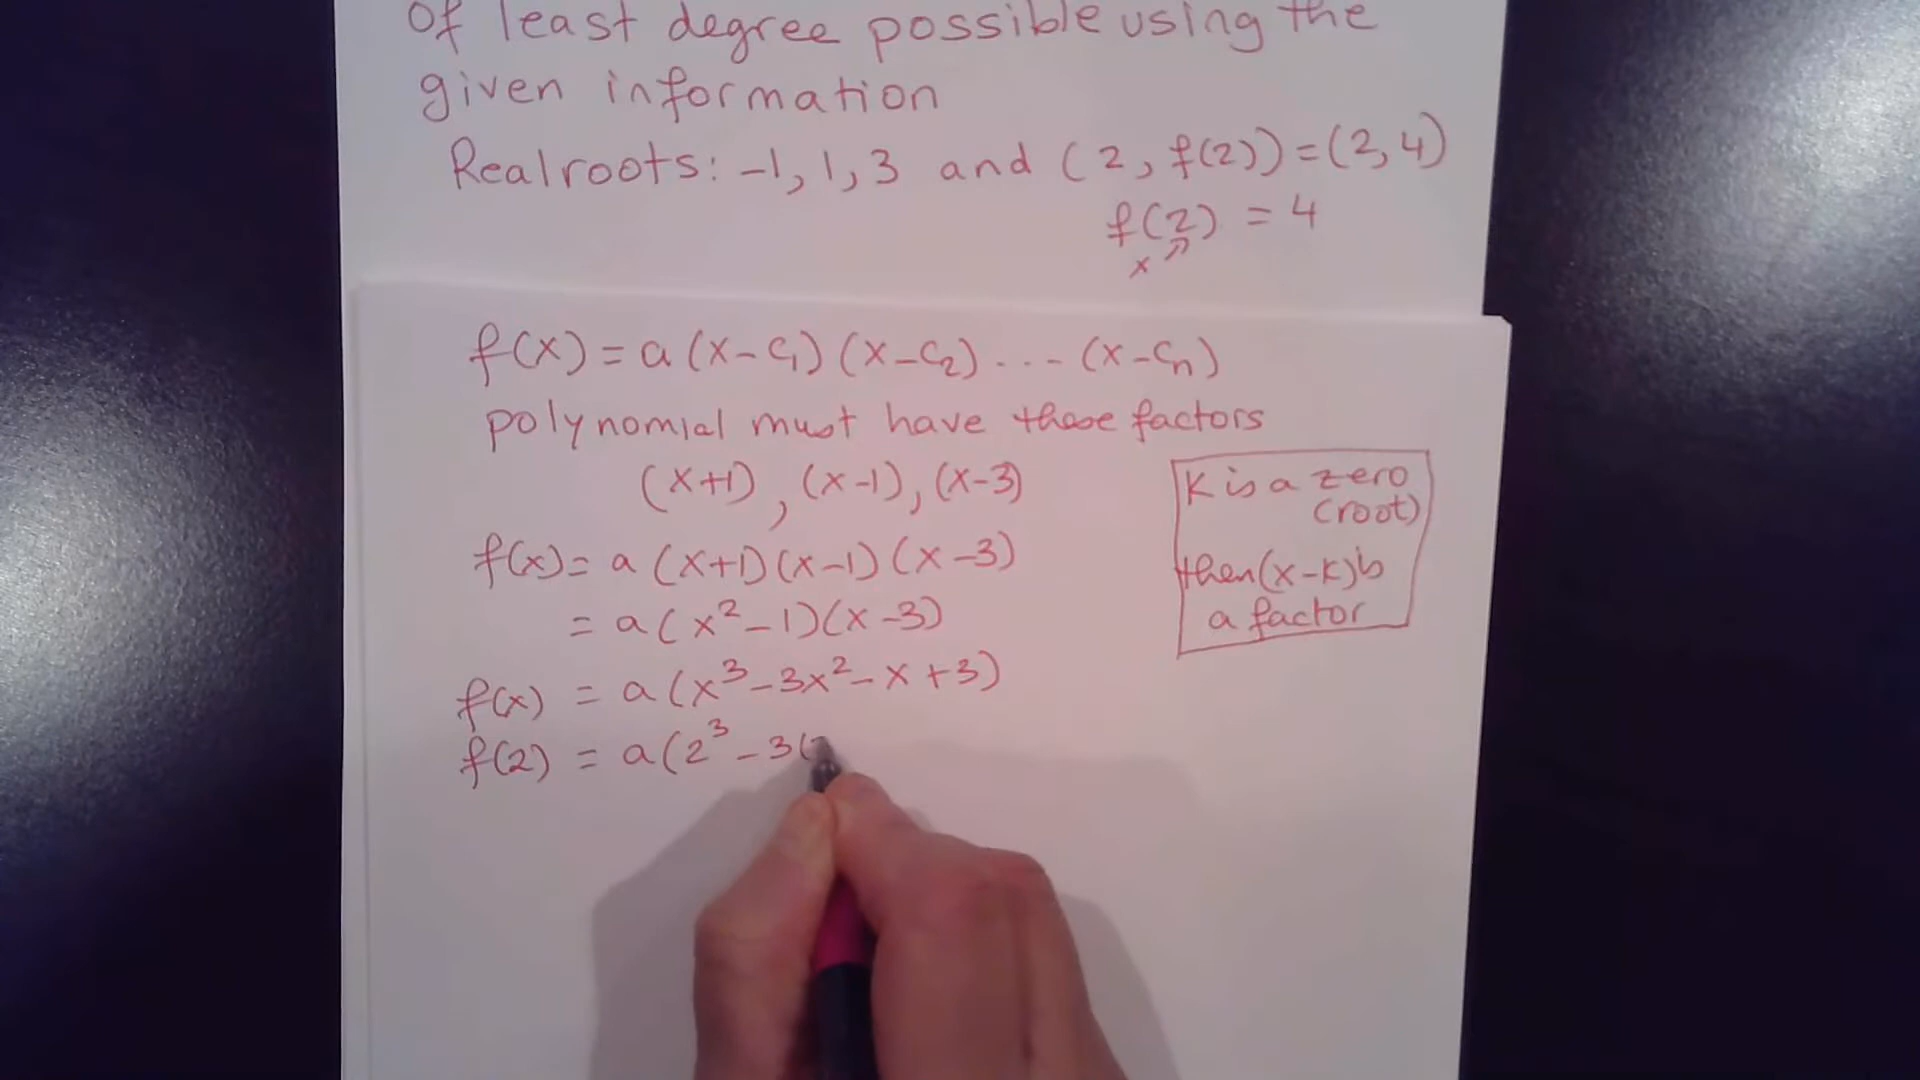 of least degree possible using the
given information
Real roots: -1, 1, 3 and (2, f(2)) = (2, 4)
f(2) = 4
x
f(x) = a (x-c₁) (x-c₂) ... (x-cₙ)
polynomial must have these factors
(x+1), (x-1), (x-3)
f(x) = a (x+1)(x-1)(x-3)
= a(x²-1)(x-3)
f(x) = a(x³-3x²-x+3)
f(2) = a(2³-3(
K is a zero
(root)
then (x-k) is
a factor